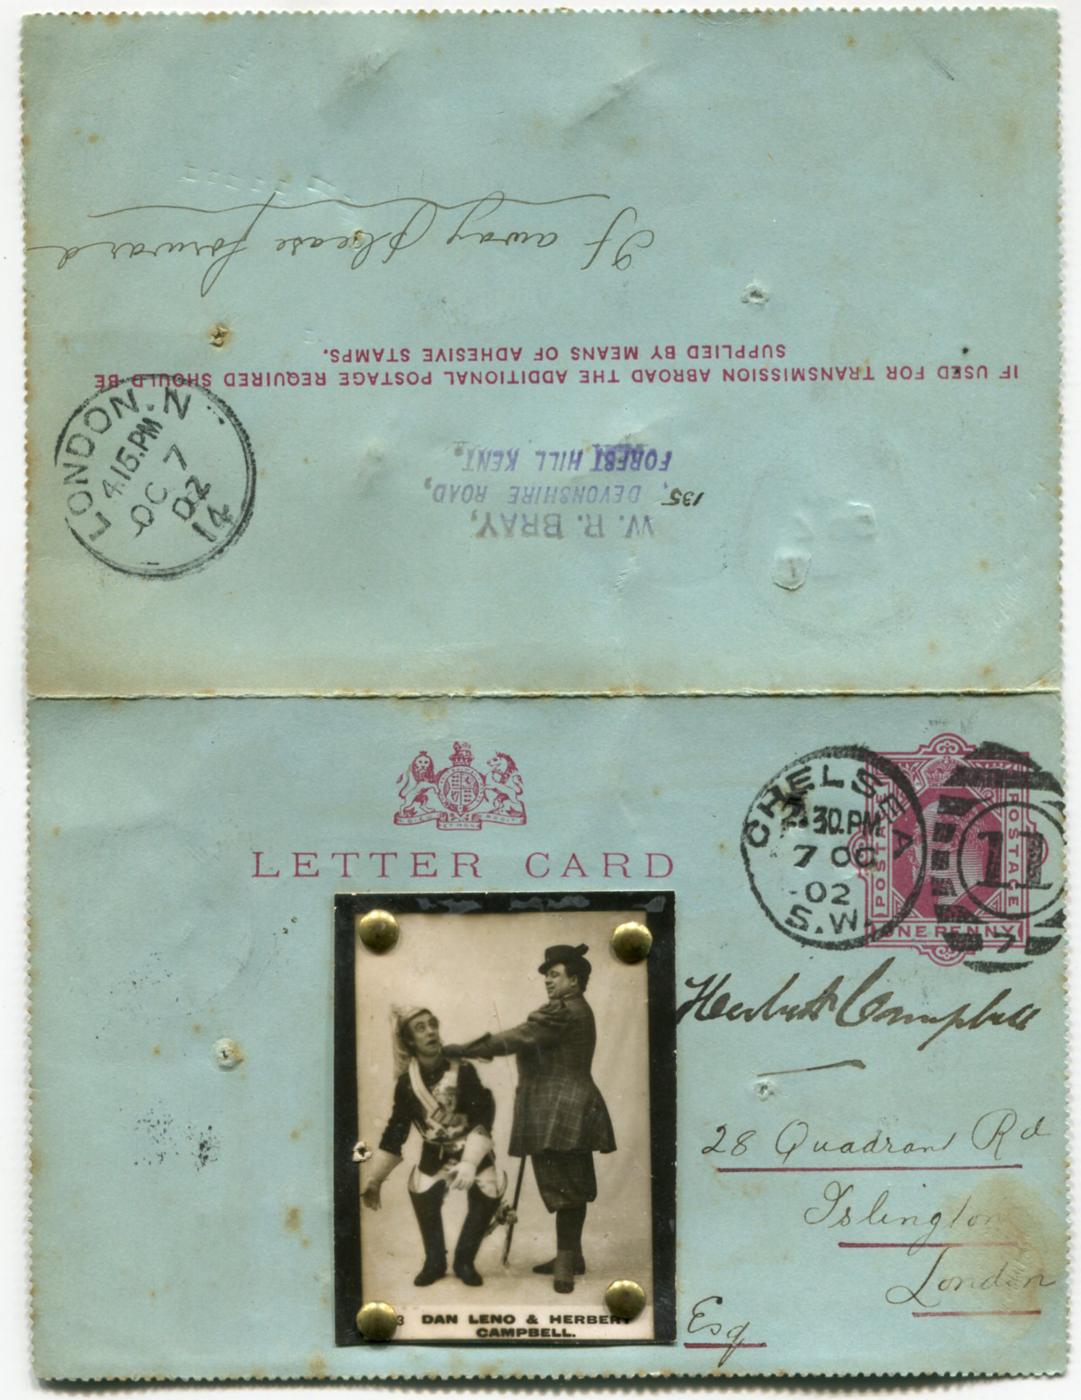 If away please forward
IF USED FOR TRANSMISSION ABROAD THE ADDITIONAL POSTAGE REQUIRED SHOULD BE
SUPPLIED BY MEANS OF ADHESIVE STAMPS.
W. R. BRAY,
135, DEVONSHIRE ROAD,
FOREST HILL KENT.
LONDON. N
4.15.PM
OC 7
02
14
LETTER CARD
CHELSEA
2.30.PM
7 OC
02
S.W.
11
7
POSTAGE
POSTAGE
ONE PENNY
Herbert Campbell
28 Quadrant Rd
Islington
London
Esq
3 DAN LENO & HERBERT
CAMPBELL.